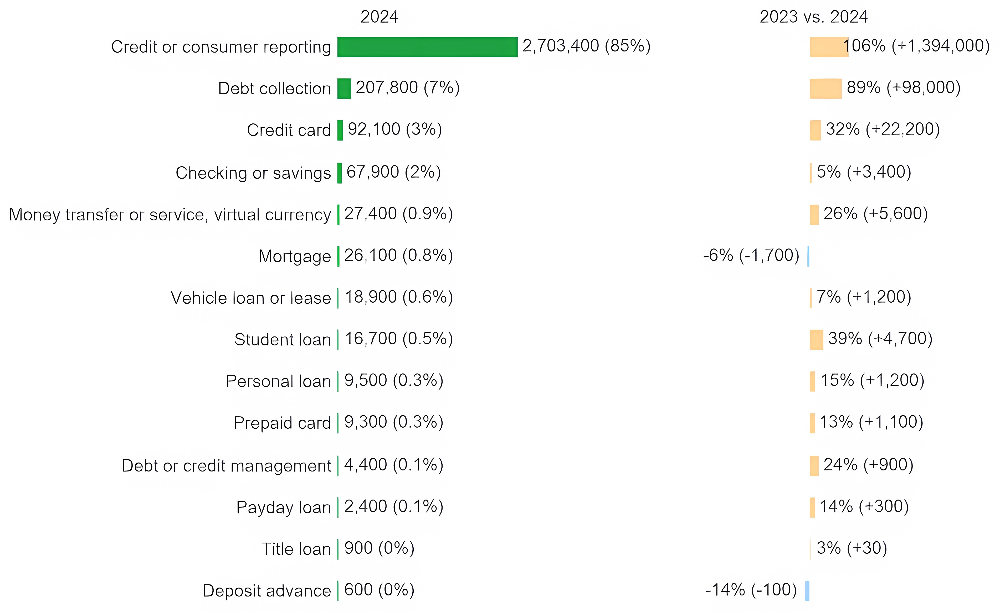 2024 2023 vs. 2024
Credit or consumer reporting 2,703,400 (85%) 106% (+1,394,000)
Debt collection 207,800 (7%) 89% (+98,000)
Credit card 92,100 (3%) 32% (+22,200)
Checking or savings 67,900 (2%) 5% (+3,400)
Money transfer or service, virtual currency 27,400 (0.9%) 26% (+5,600)
Mortgage 26,100 (0.8%) -6% (-1,700)
Vehicle loan or lease 18,900 (0.6%) 7% (+1,200)
Student loan 16,700 (0.5%) 39% (+4,700)
Personal loan 9,500 (0.3%) 15% (+1,200)
Prepaid card 9,300 (0.3%) 13% (+1,100)
Debt or credit management 4,400 (0.1%) 24% (+900)
Payday loan 2,400 (0.1%) 14% (+300)
Title loan 900 (0%) 3% (+30)
Deposit advance 600 (0%) -14% (-100)